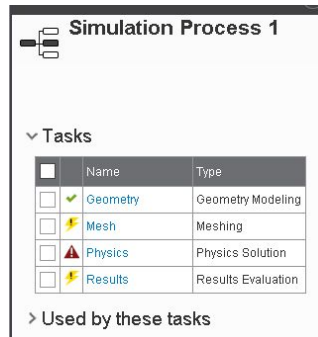 Simulation Process 1
Tasks
Name Type
Geometry Geometry Modeling
Mesh Meshing
Physics Physics Solution
Results Results Evaluation
Used by these tasks